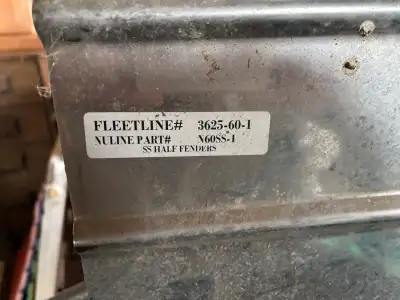 FLEETLINE# 3625-60-1
NULINE PART# N60SS-1
SS HALF FENDERS